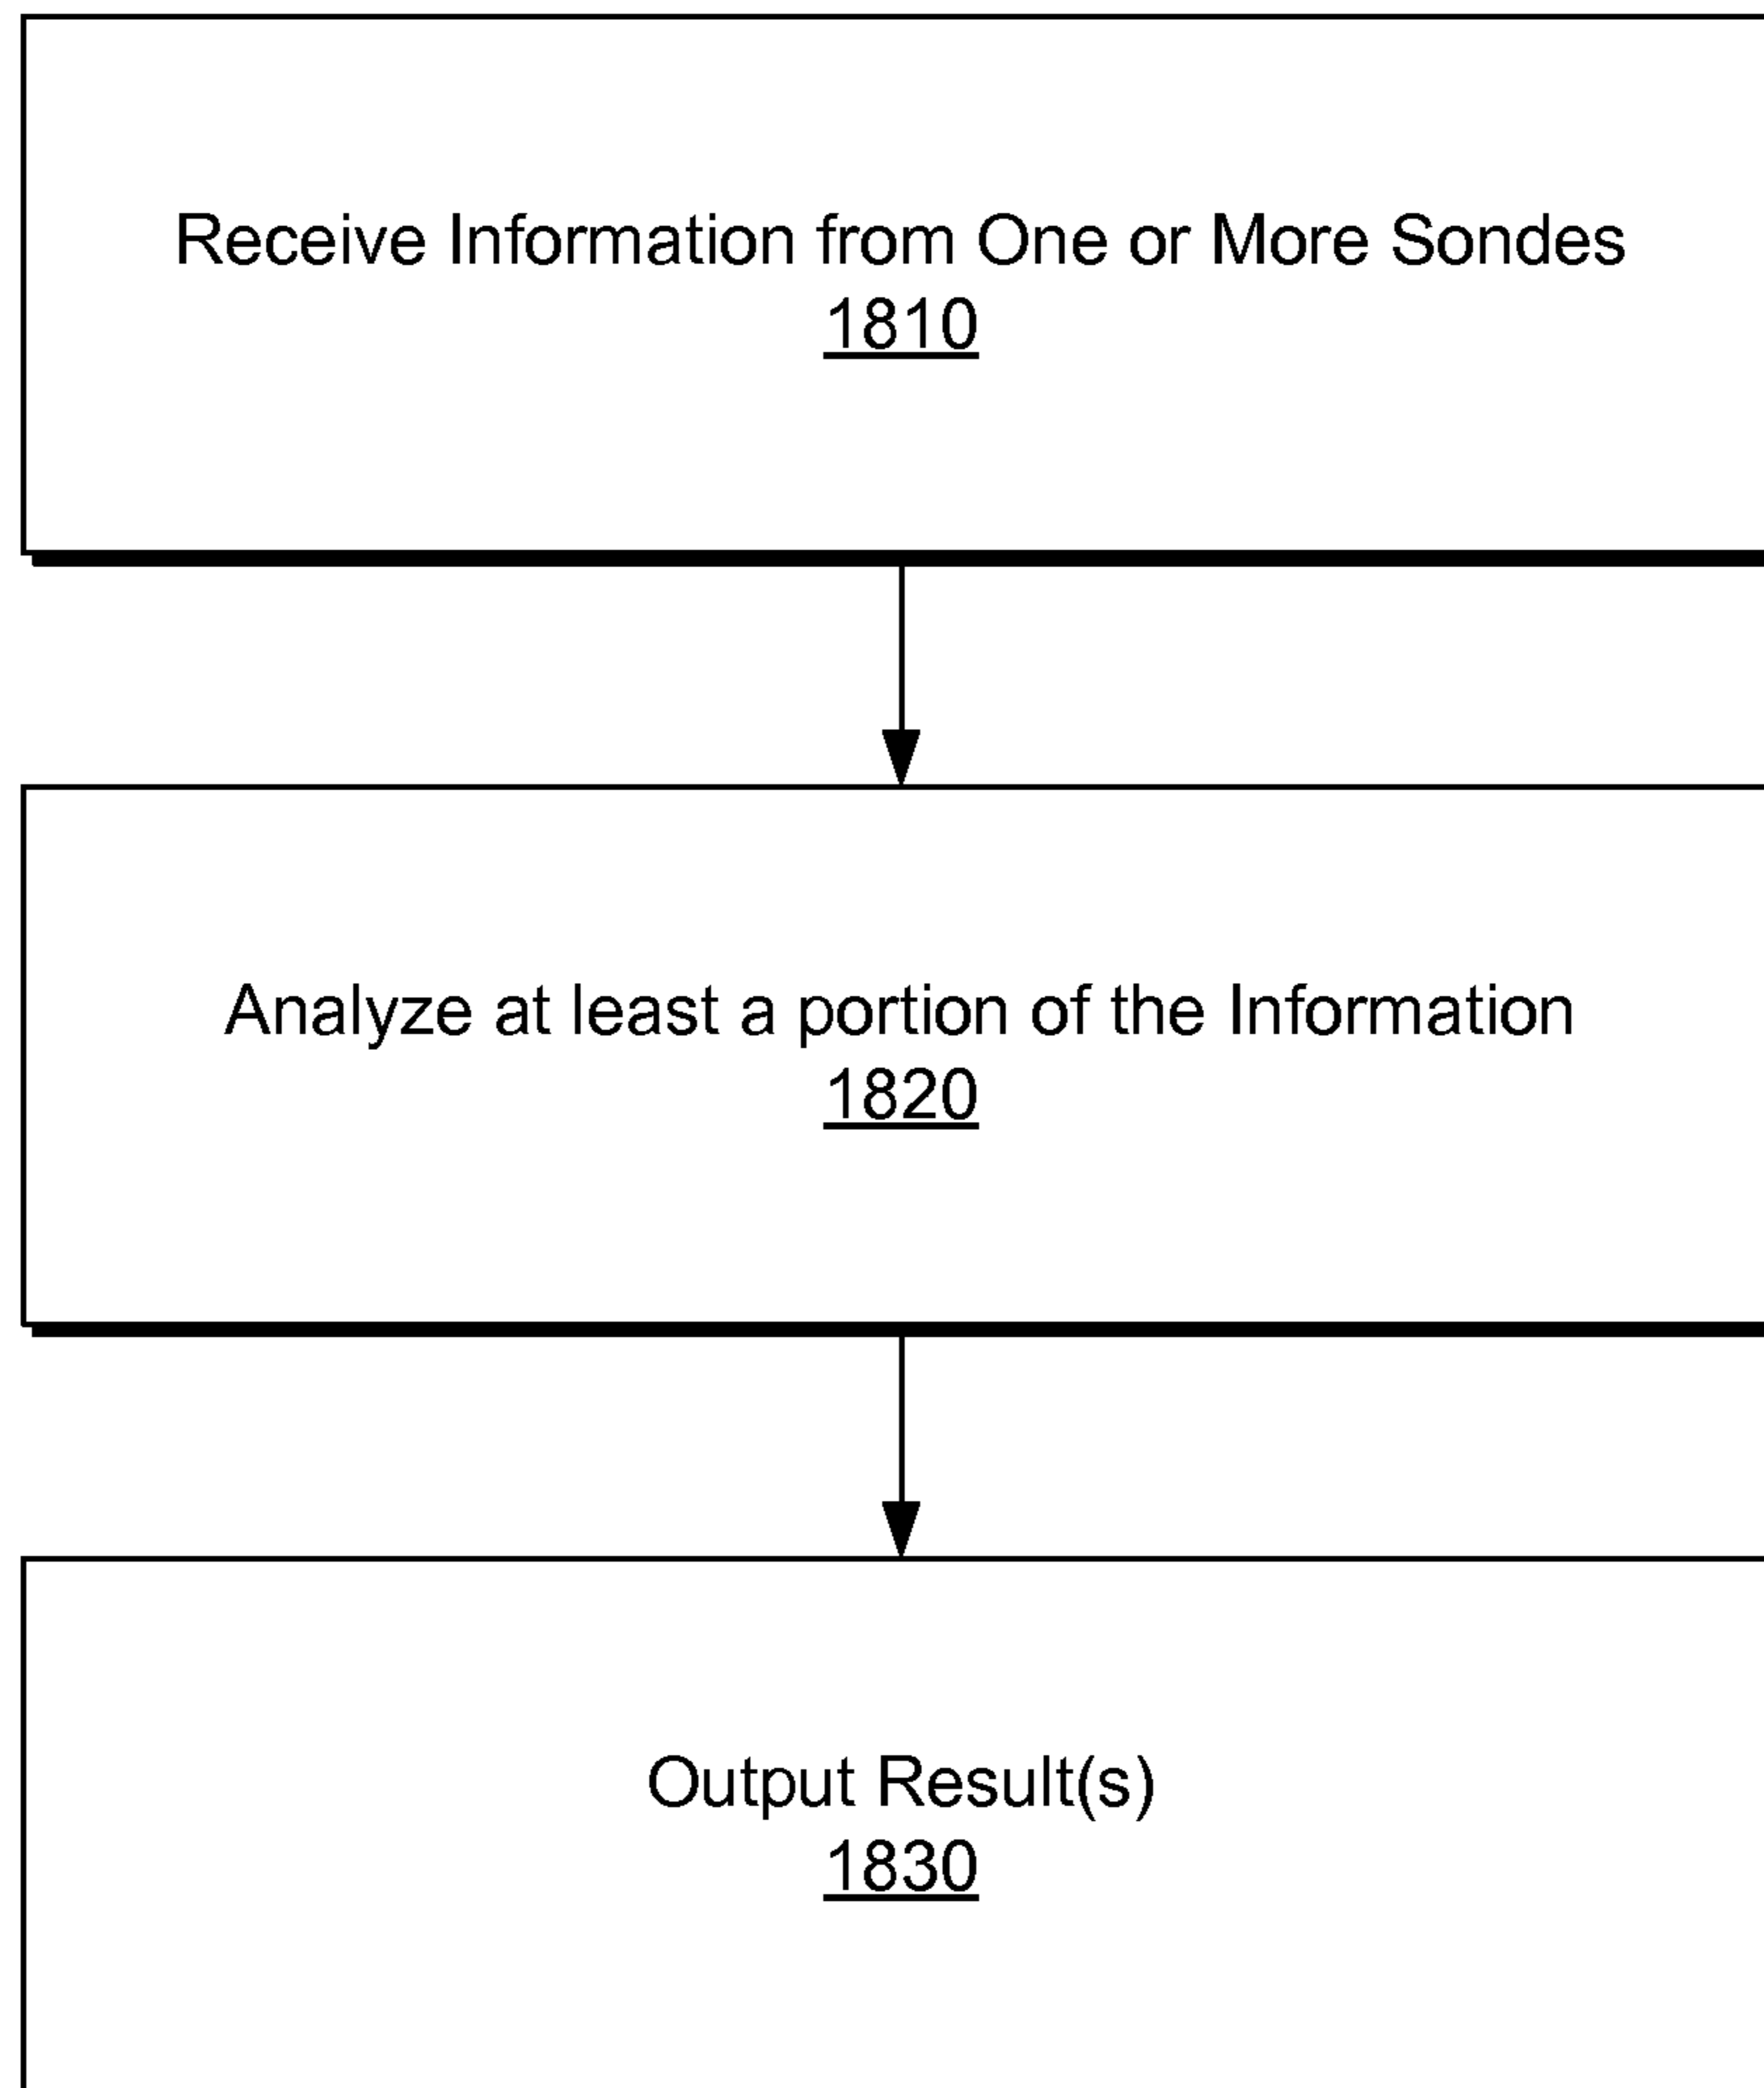 Receive Information from One or More Sondes
1810
Analyze at least a portion of the Information
1820
Output Result(s)
1830